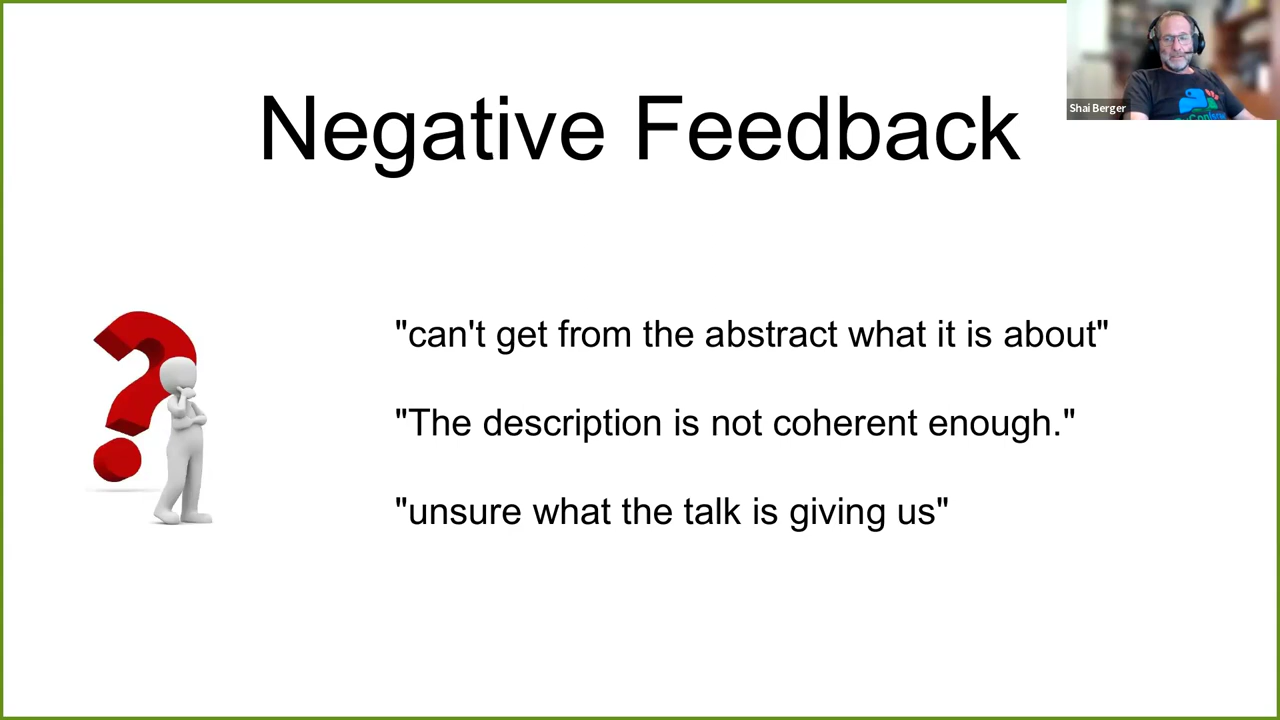 Negative Feedback
Shai Berger
"can't get from the abstract what it is about"
"The description is not coherent enough."
"unsure what the talk is giving us"